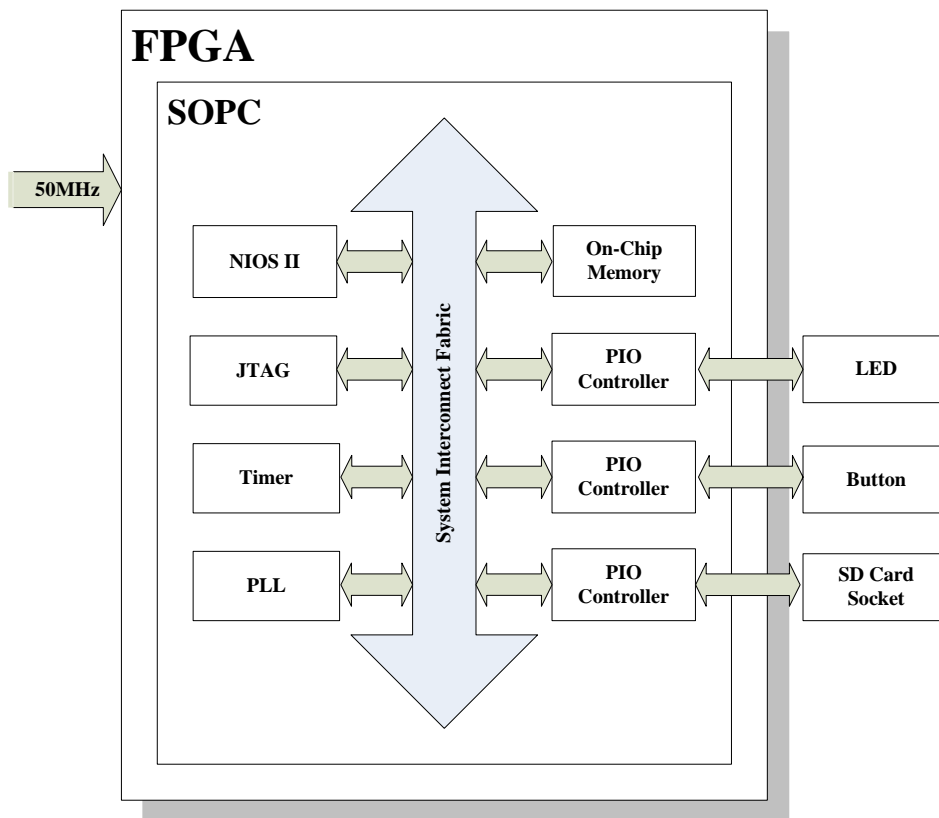 FPGA
SOPC
50MHz
NIOS II
On-Chip
Memory
System Interconnect Fabric
JTAG
PIO
Controller
LED
Timer
PIO
Controller
Button
PLL
PIO
Controller
SD Card
Socket